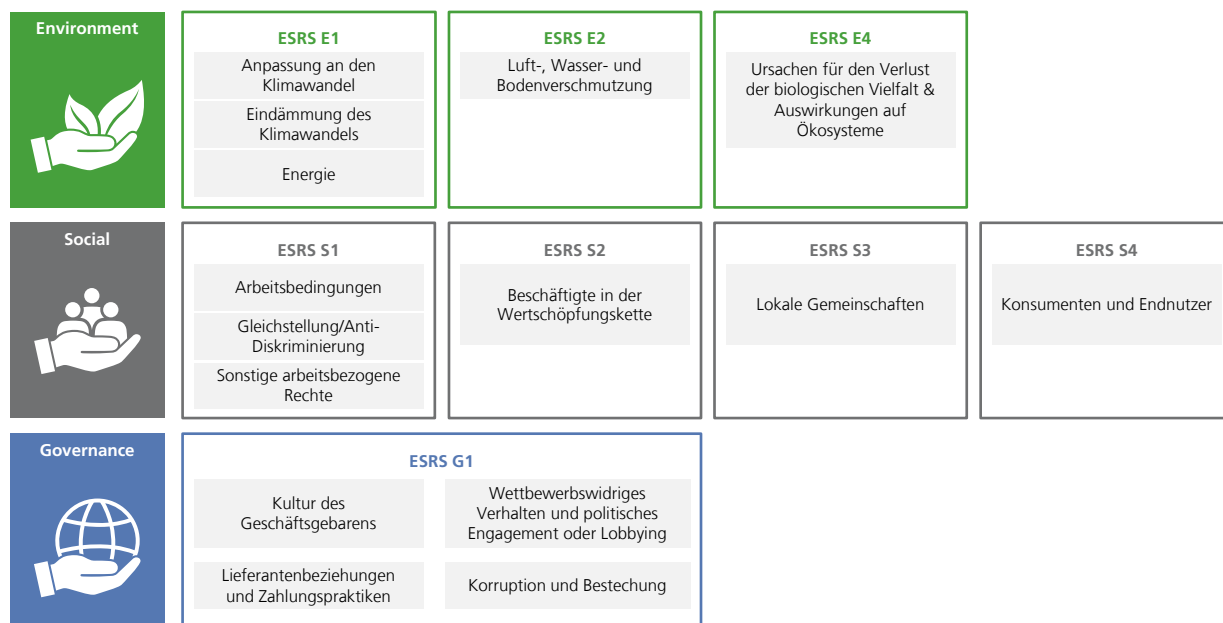 Environment
ESRS E1
Anpassung an den
Klimawandel
Eindämmung des
Klimawandels
Energie
ESRS E2
Luft-, Wasser- und
Bodenverschmutzung
ESRS E4
Ursachen für den Verlust
der biologischen Vielfalt &
Auswirkungen auf
Ökosysteme
Social
ESRS S1
Arbeitsbedingungen
Gleichstellung/Anti-
Diskriminierung
Sonstige arbeitsbezogene
Rechte
ESRS S2
Beschäftigte in der
Wertschöpfungskette
ESRS S3
Lokale Gemeinschaften
ESRS S4
Konsumenten und Endnutzer
Governance
ESRS G1
Kultur des
Geschäftsgebarens
Wettbewerbswidriges
Verhalten und politisches
Engagement oder Lobbying
Lieferantenbeziehungen
und Zahlungspraktiken
Korruption und Bestechung